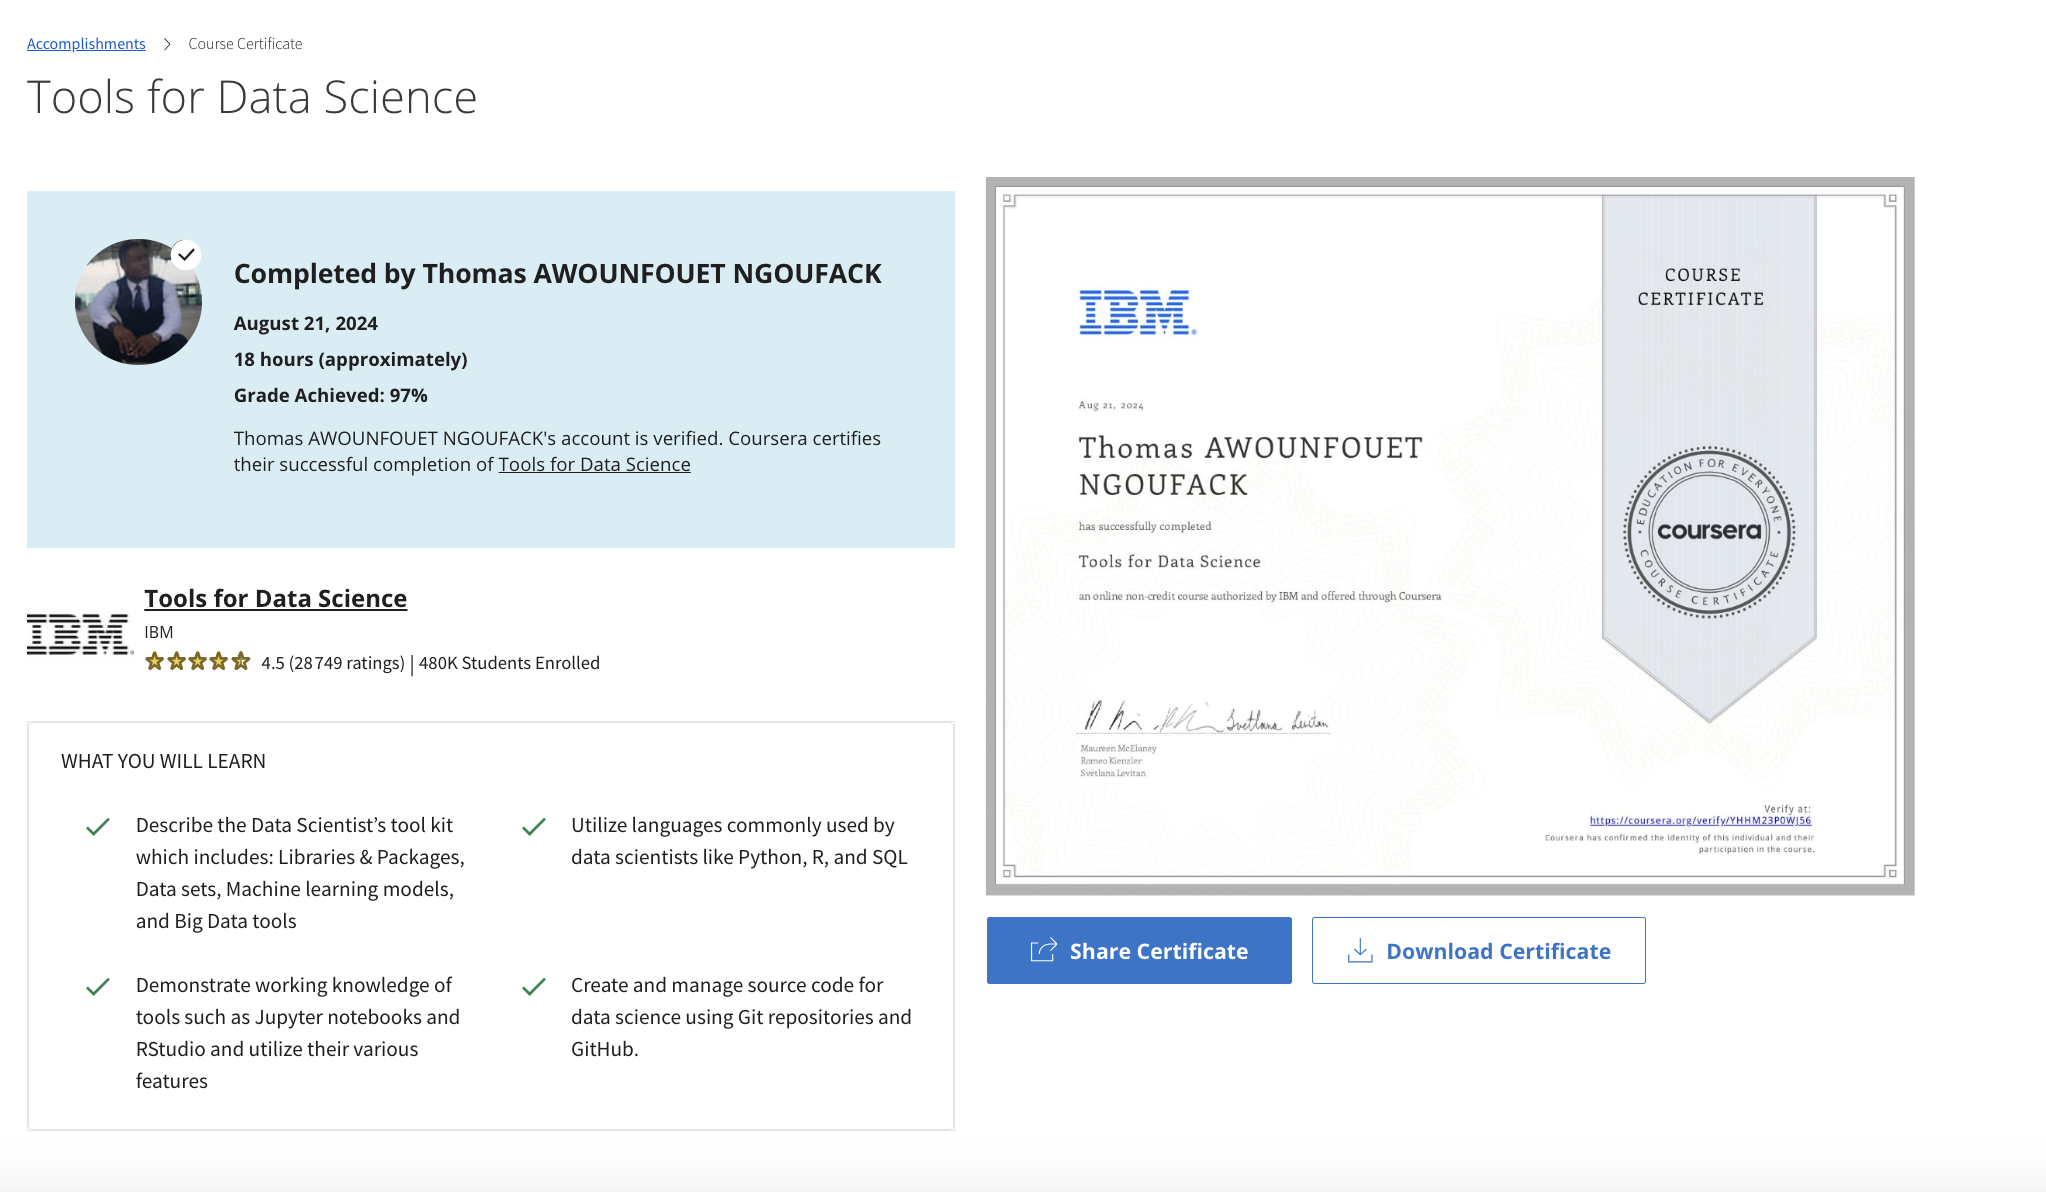 Accomplishments > Course Certificate
Tools for Data Science
Completed by Thomas AWOUNFOUET NGOUFACK
August 21, 2024
18 hours (approximately)
Grade Achieved: 97%
Thomas AWOUNFOUET NGOUFACK's account is verified. Coursera certifies
their successful completion of Tools for Data Science
IBM
Tools for Data Science
IBM
4.5 (28 749 ratings) | 480K Students Enrolled
WHAT YOU WILL LEARN
Describe the Data Scientist’s tool kit
which includes: Libraries & Packages,
Data sets, Machine learning models,
and Big Data tools
Utilize languages commonly used by
data scientists like Python, R, and SQL
Demonstrate working knowledge of
tools such as Jupyter notebooks and
RStudio and utilize their various
features
Create and manage source code for
data science using Git repositories and
GitHub.
IBM
Aug 21, 2024
Thomas AWOUNFOUET
NGOUFACK
has successfully completed
Tools for Data Science
an online non-credit course authorized by IBM and offered through Coursera
Svetlana Levitan
Maureen McElaney
Romeo Kienzler
Svetlana Levitan
COURSE
CERTIFICATE
EDUCATION FOR EVERYONE
coursera
COURSE CERTIFICATE
Verify at:
https://coursera.org/verify/YHHM23P0WJ56
Coursera has confirmed the identity of this individual and their
participation in the course.
Share Certificate
Download Certificate